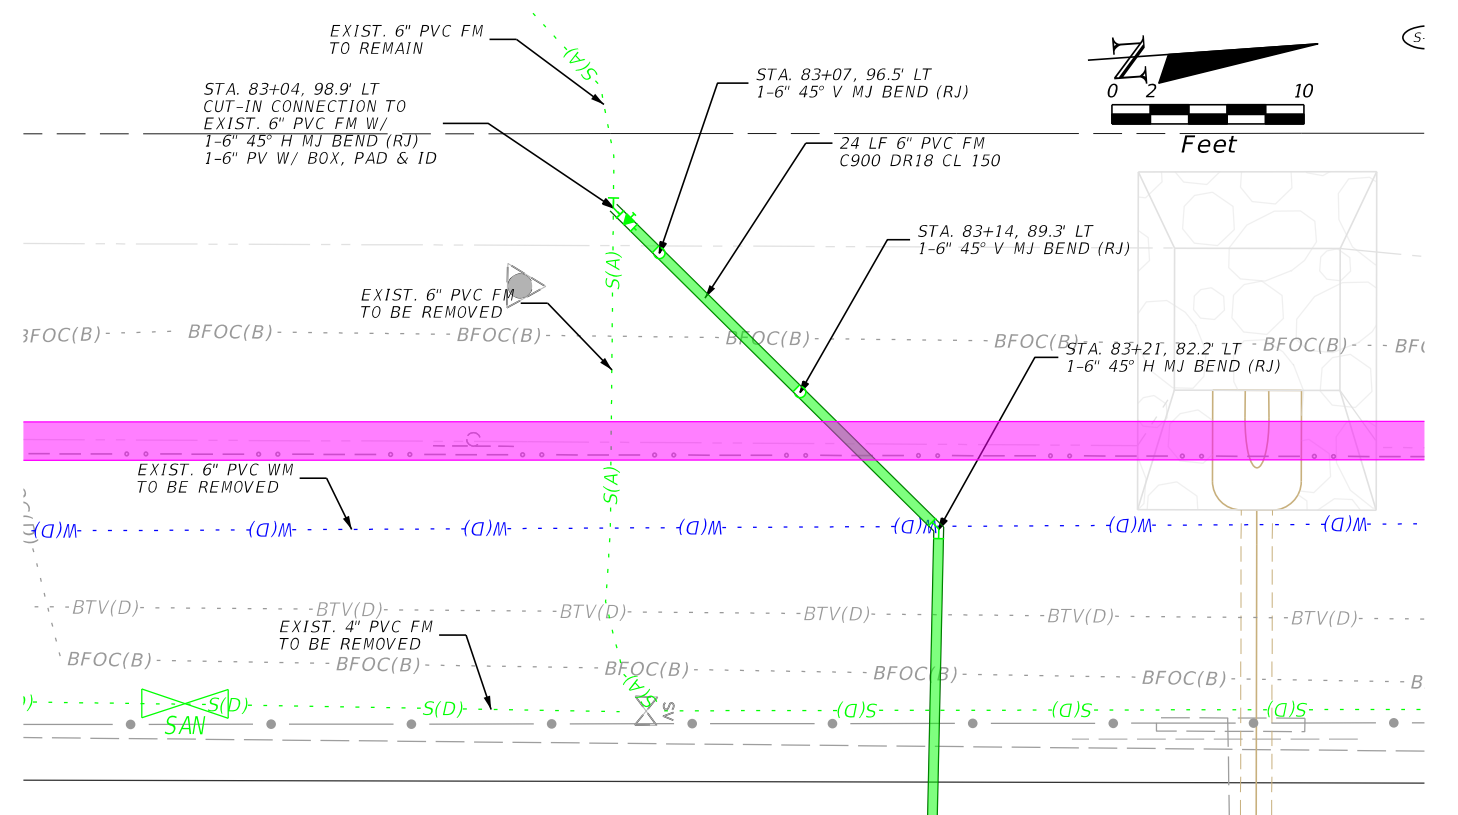 EXIST. 6" PVC FM
TO REMAIN
S(A)
STA. 83+04, 98.9' LT
CUT-IN CONNECTION TO
EXIST. 6" PVC FM W/
1-6" 45° H MJ BEND (RJ)
1-6" PV W/ BOX, PAD & ID
STA. 83+07, 96.5' LT
1-6" 45° V MJ BEND (RJ)
24 LF 6" PVC FM
C900 DR18 CL 150
N
0 2 10
Feet
S-
STA. 83+14, 89.3' LT
1-6" 45° V MJ BEND (RJ)
S(A)
EXIST. 6" PVC FM
TO BE REMOVED
BFOC(B) BFOC(B) BFOC(B) BFOC(B) BFOC(B) BFOC(B)
STA. 83+21, 82.2' LT
1-6" 45° H MJ BEND (RJ)
C
EXIST. 6" PVC WM
TO BE REMOVED
S(A)
W(D) W(D) W(D) W(D) W(D) W(D) W(D)
BTV(D) BTV(D) BTV(D) BTV(D) BTV(D) BTV(D)
EXIST. 4" PVC FM
TO BE REMOVED
BFOC(B) BFOC(B) BFOC(B) BFOC(B) BFOC(B) B
S(A)
S(D) S(D) S(D) S(D) S(D)
SAN
SV